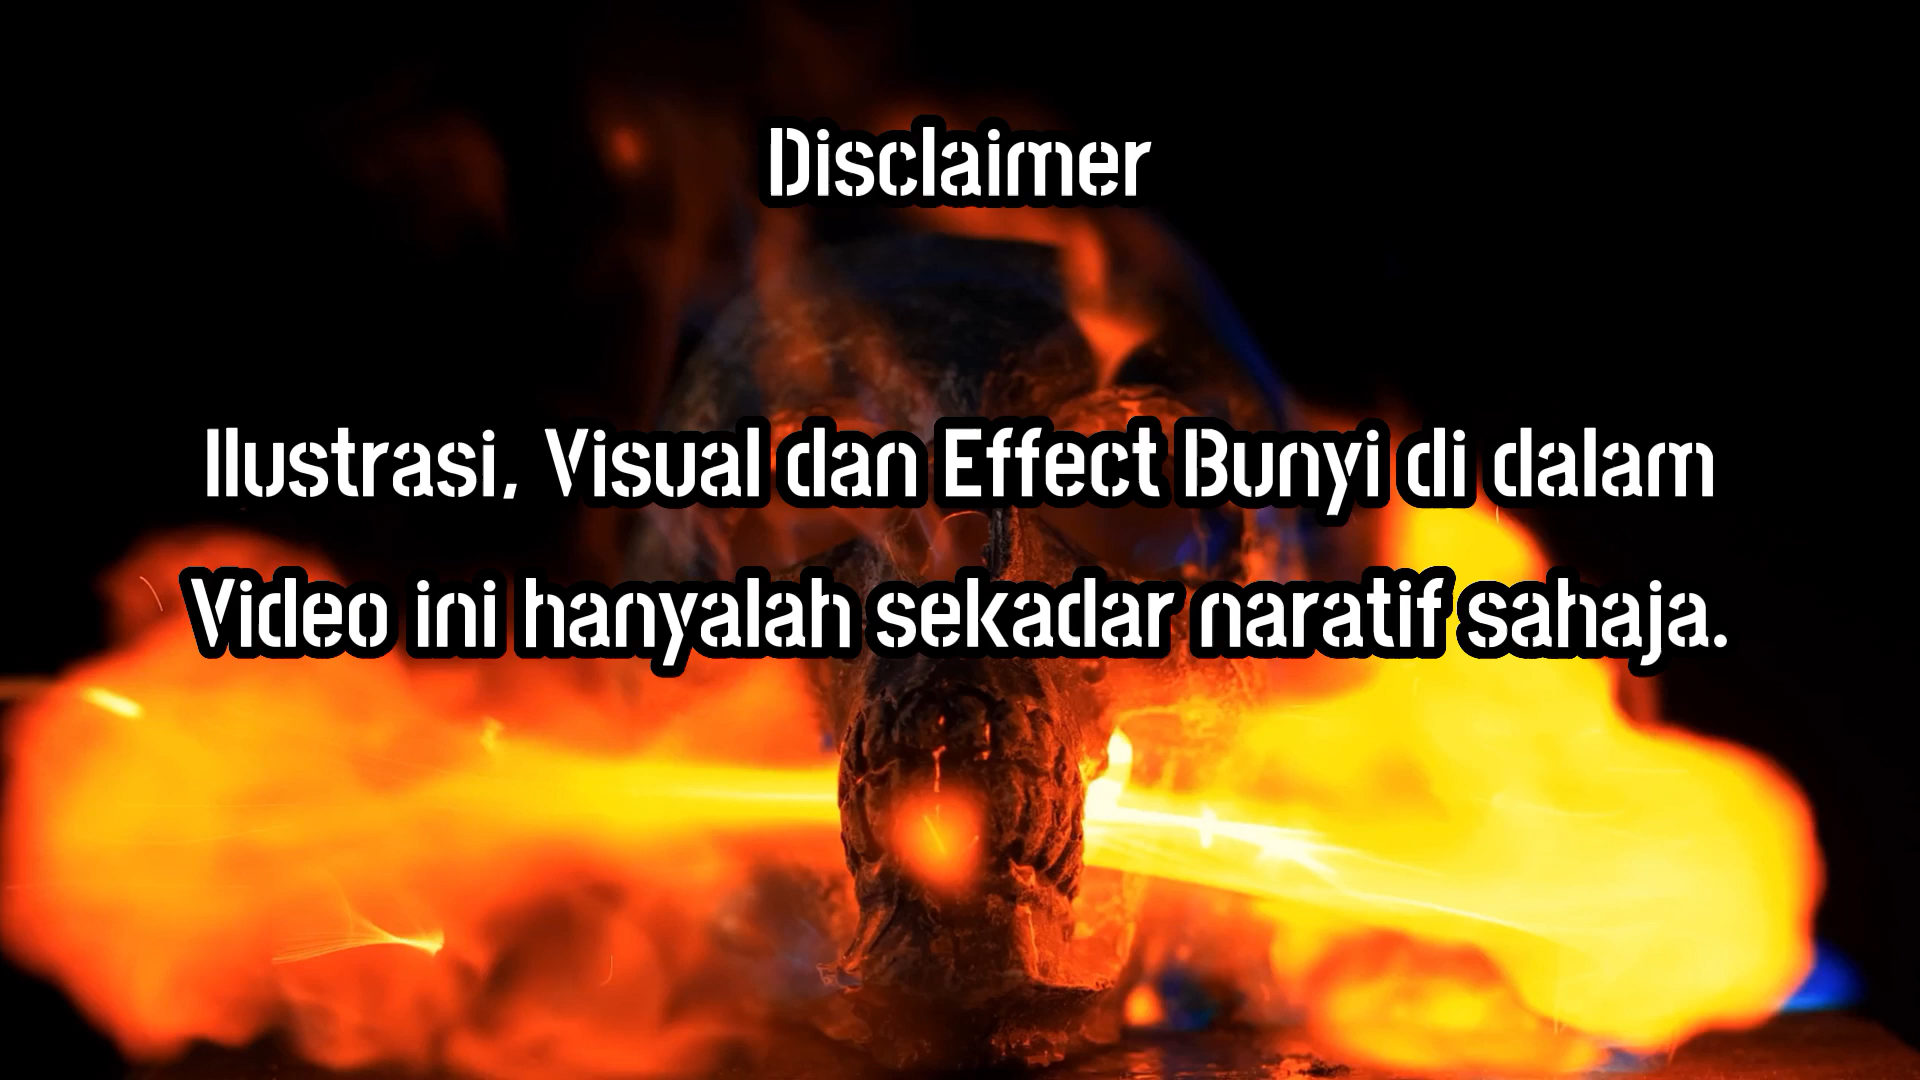 Disclaimer
Ilustrasi, Visual dan Effect Bunyi di dalam
Video ini hanyalah sekadar naratif sahaja.